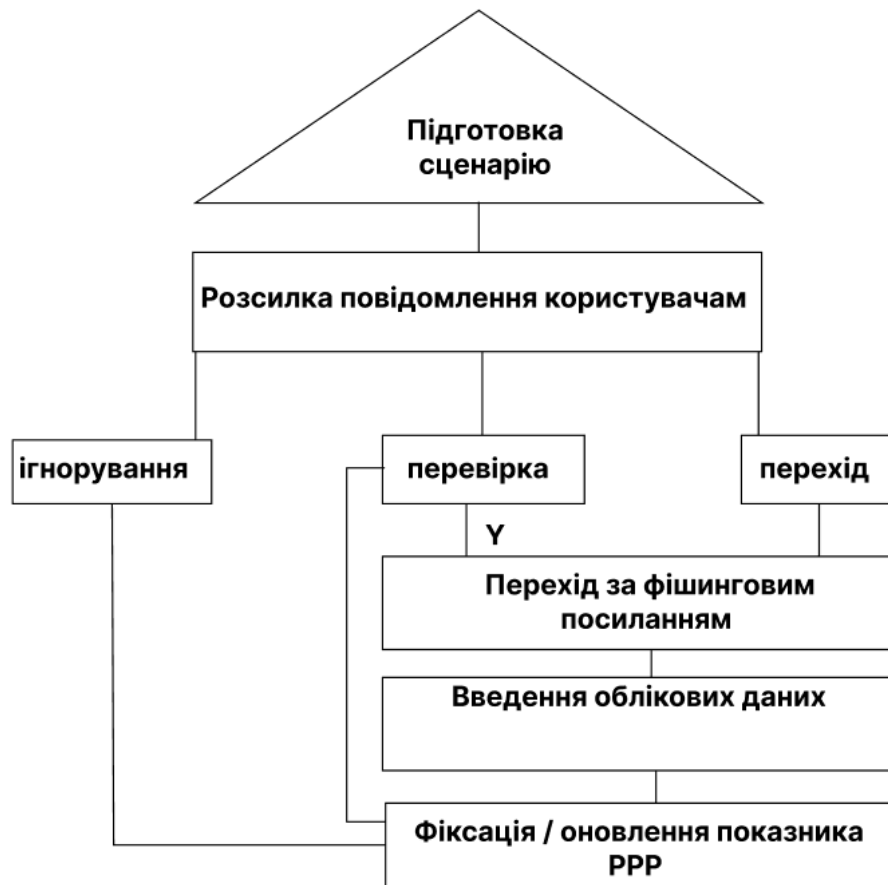 Підготовка
сценарію
Розсилка повідомлення користувачам
ігнорування
перевірка
перехід
Y
Перехід за фішинговим
посиланням
Введення облікових даних
Фіксація / оновлення показника
PPP